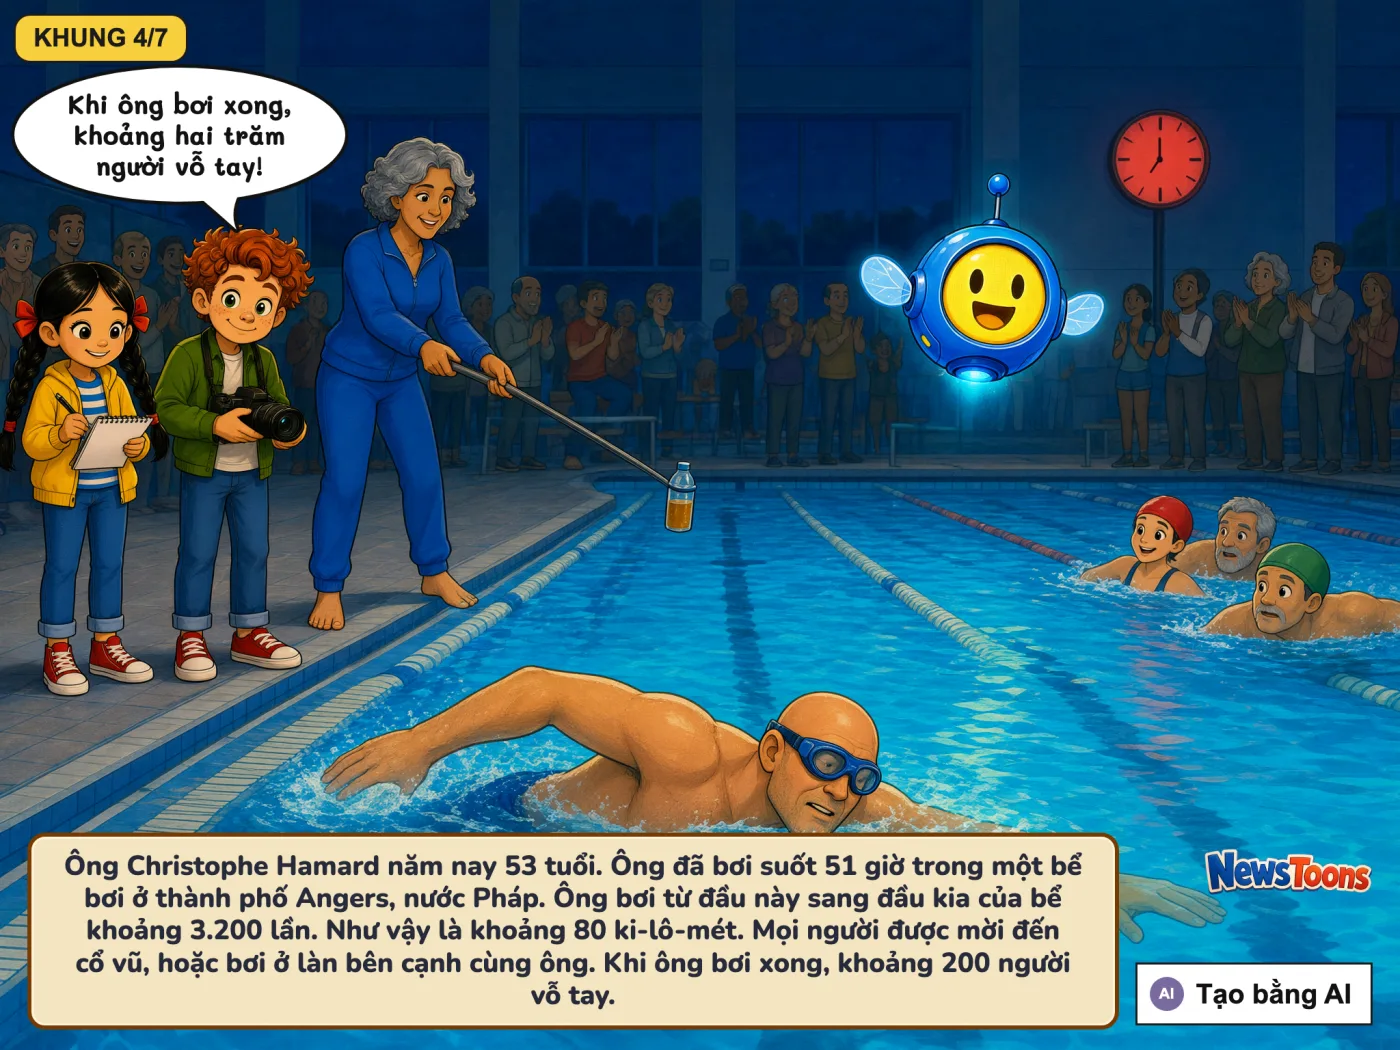 KHUNG 4/7
Khi ông bơi xong,
khoảng hai trăm
người vỗ tay!
Ông Christophe Hamard năm nay 53 tuổi. Ông đã bơi suốt 51 giờ trong một bể
bơi ở thành phố Angers, nước Pháp. Ông bơi từ đầu này sang đầu kia của bể
khoảng 3.200 lần. Như vậy là khoảng 80 ki-lô-mét. Mọi người được mời đến
cổ vũ, hoặc bơi ở làn bên cạnh cùng ông. Khi ông bơi xong, khoảng 200 người
vỗ tay.
NewsToons
AI Tạo bằng AI